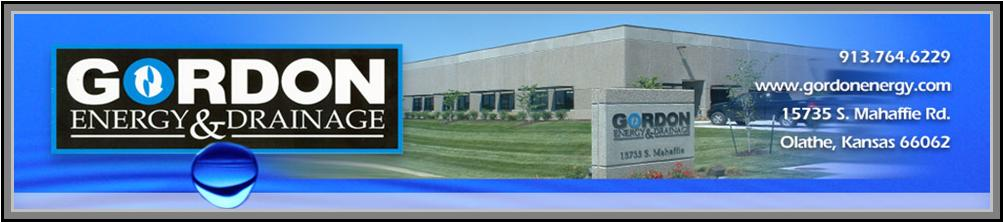 GORDON
ENERGY & DRAINAGE
GORDON
ENERGY & DRAINAGE
15735 S. Mahaffie
913.764.6229
www.gordonenergy.com
15735 S. Mahaffie Rd.
Olathe, Kansas 66062